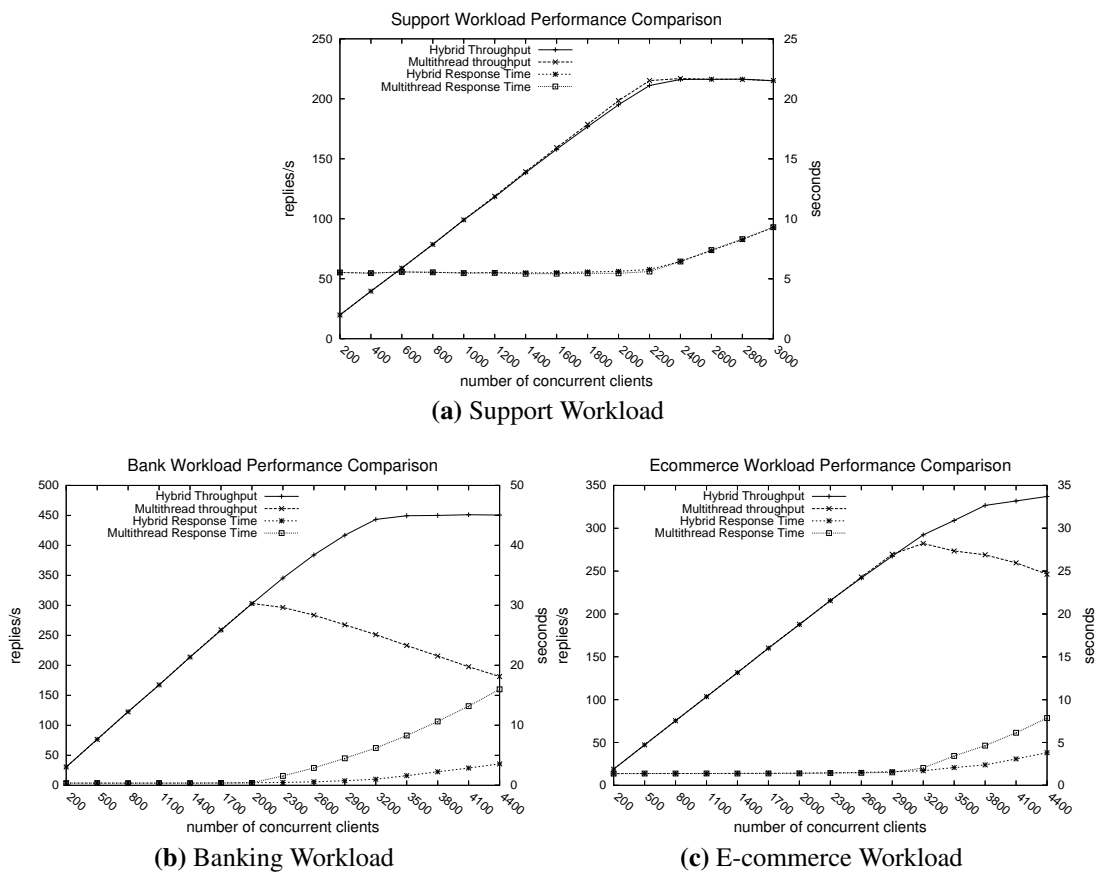 Support Workload Performance Comparison
250 25
Hybrid Throughput
Multithread throughput
Hybrid Response Time
Multithread Response Time
200 20
150 15
100 10
50 5
0 0
replies/s
seconds
200 400 600 800 1000 1200 1400 1600 1800 2000 2200 2400 2600 2800 3000
number of concurrent clients
(a) Support Workload
Bank Workload Performance Comparison
500 50
Hybrid Throughput
Multithread throughput
Hybrid Response Time
Multithread Response Time
450
400 40
350
300 30
250
200 20
150
100 10
50
0 0
replies/s
seconds
200 500 800 1100 1400 1700 2000 2300 2600 2900 3200 3500 3800 4100 4400
number of concurrent clients
(b) Banking Workload
Ecommerce Workload Performance Comparison
350 35
Hybrid Throughput
Multithread throughput
Hybrid Response Time
Multithread Response Time
300 30
250 25
200 20
150 15
100 10
50 5
0 0
replies/s
seconds
200 500 800 1100 1400 1700 2000 2300 2600 2900 3200 3500 3800 4100 4400
number of concurrent clients
(c) E-commerce Workload